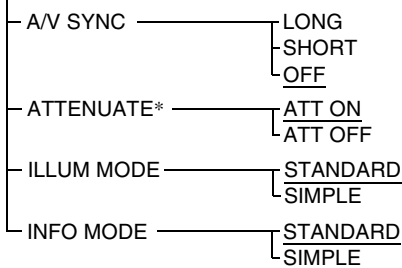 A/V SYNC LONG
SHORT
OFF
ATTENUATE* ATT ON
ATT OFF
ILLUM MODE STANDARD
SIMPLE
INFO MODE STANDARD
SIMPLE